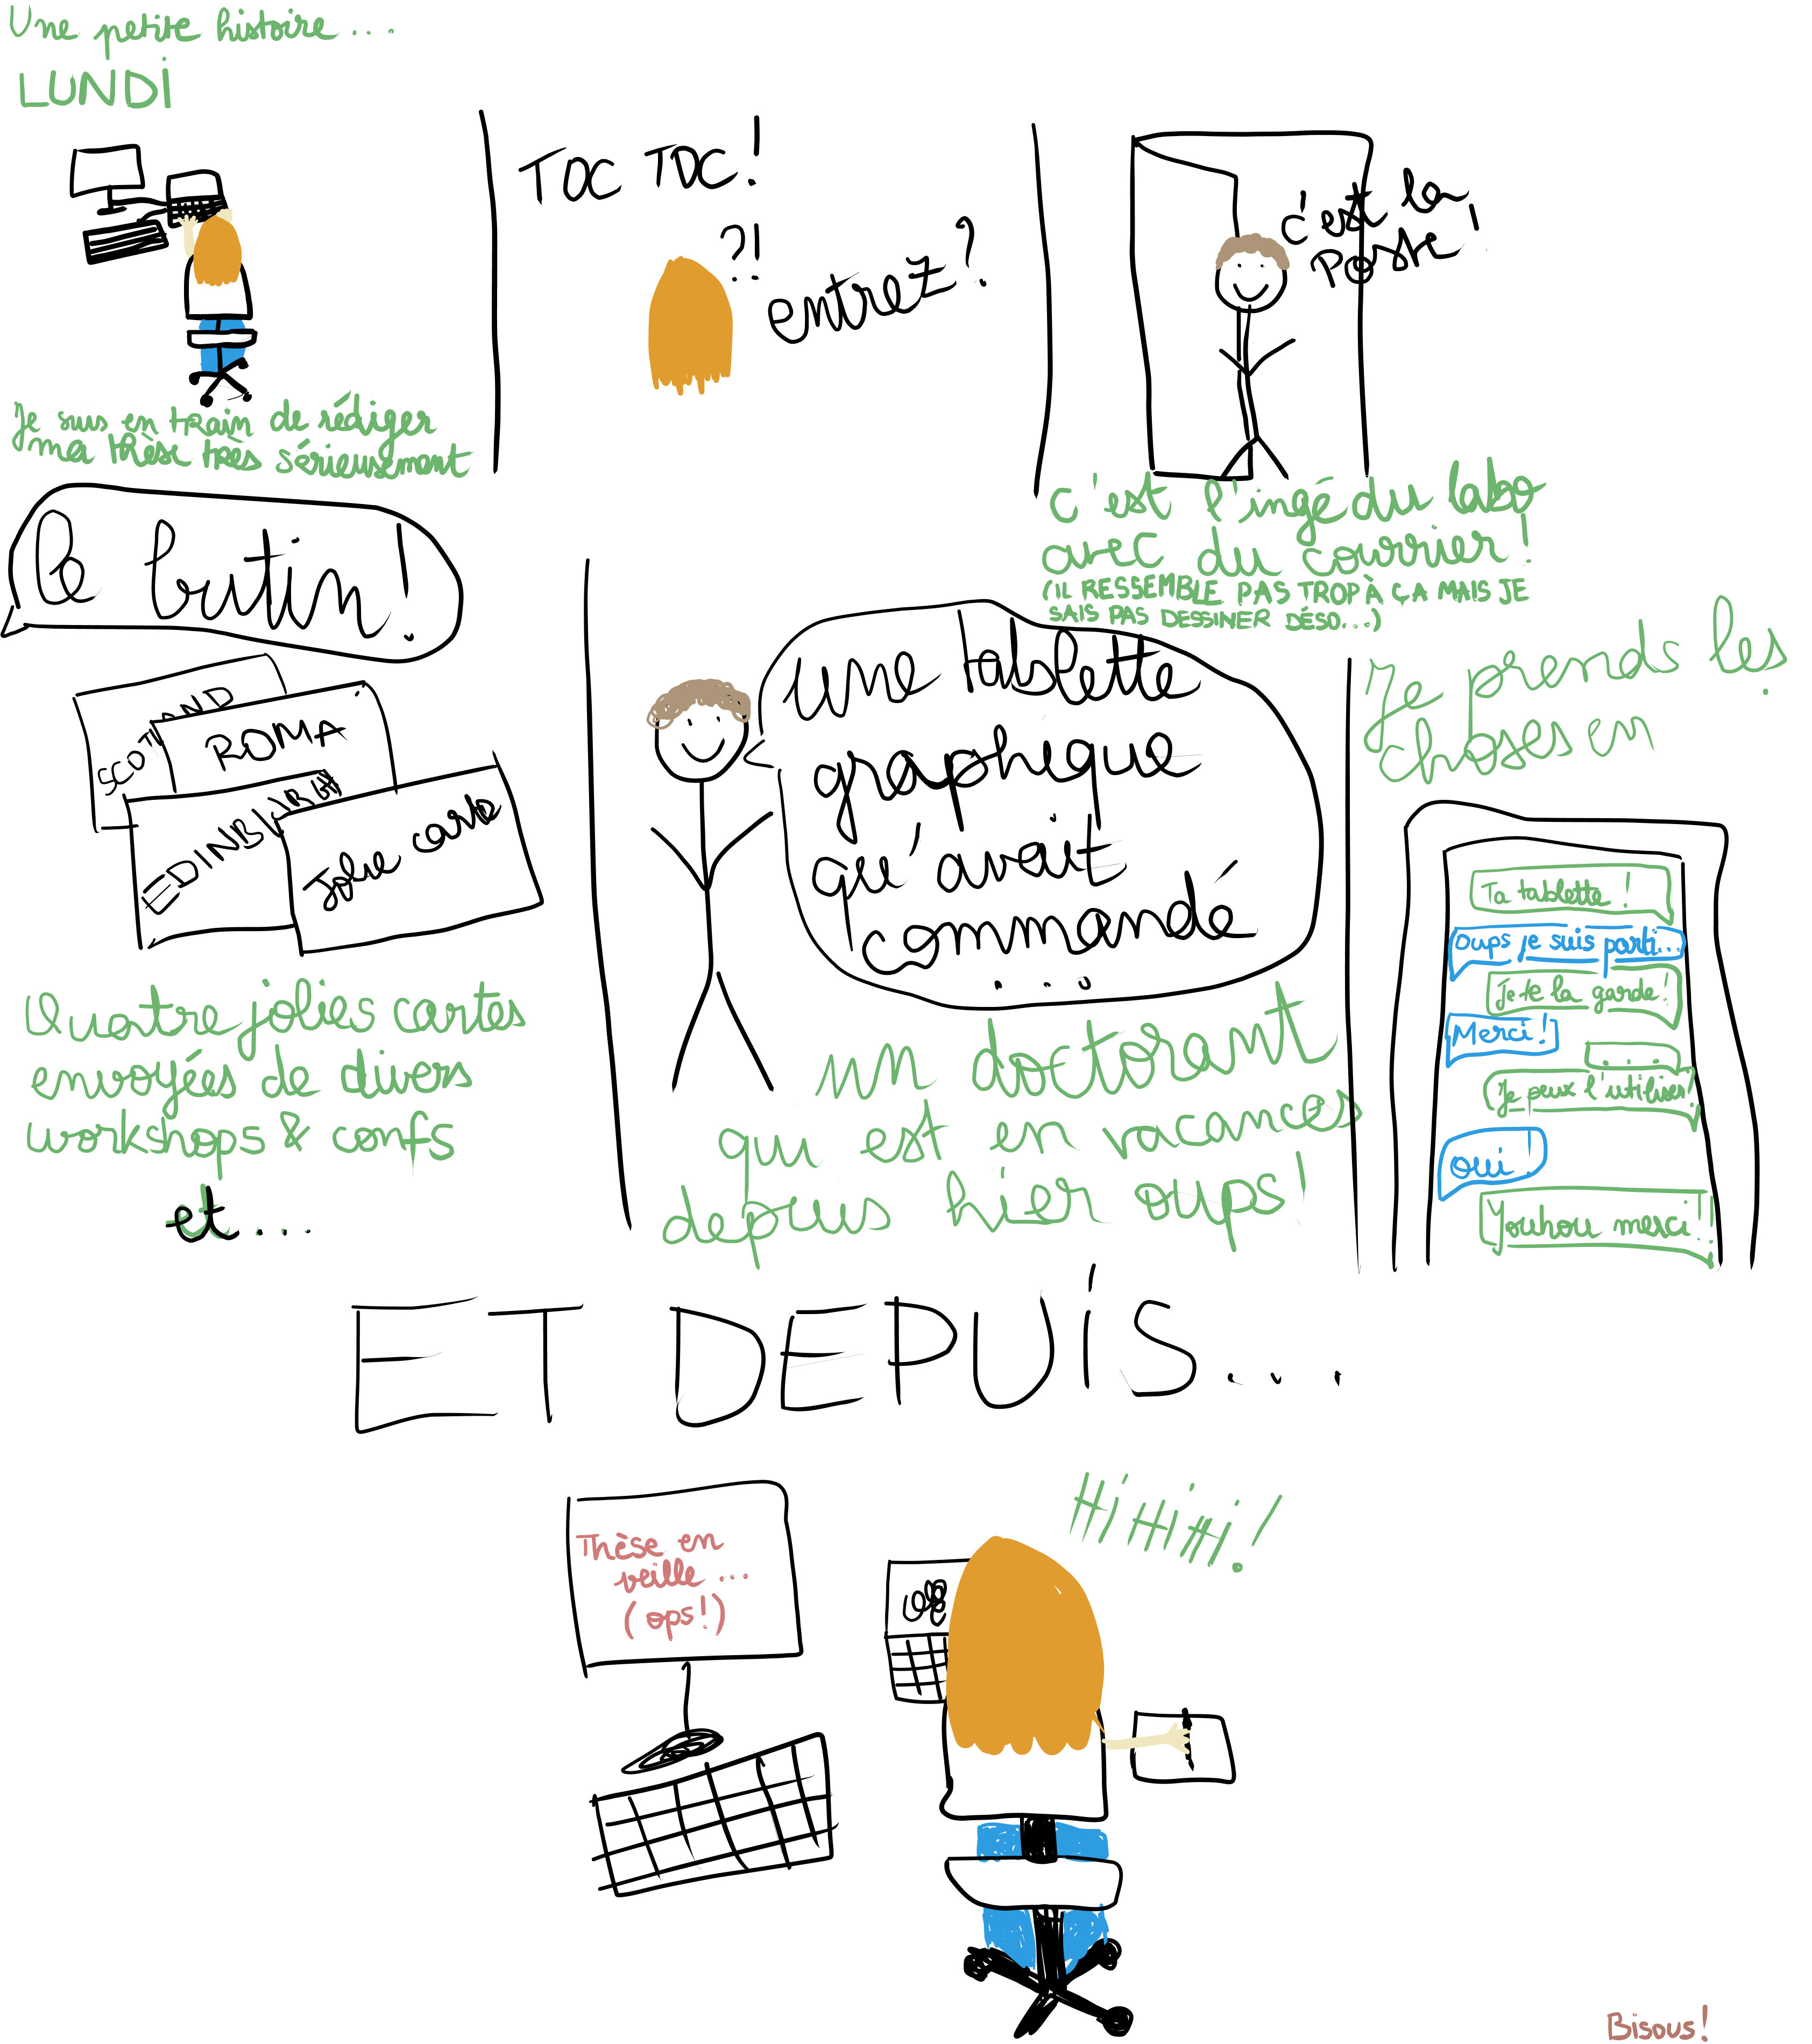 Une petite histoire ....
LUNDI
TOC TOC!
?!
entrez?
c'est la
poste!
Je suis en train de rédiger
ma thèse très sérieusement
c'est l'ingé du labo
avec du courrier!
(IL RESSEMBLE PAS TROP À ÇA MAIS JE
SAIS PAS DESSINER DÉSO...)
Le butin!
ROMA
EDINBURGH
Jolie carte
Quatre jolies cartes
envoyées de divers
workshops & confs
et ....
une tablette
graphique
qu'avait
commandé
...
un doctorant
qui est en vacances
depuis hier oups!
Je prends les
choses en
Ta tablette!
Oups je suis parti...
Je te la garde!
Merci!
....
Je peux l'utiliser?
oui!
Youhou merci!!
ET DEPUIS....
Thèse en
veille ...
(ops!)
HiHiHi!
Bisous!